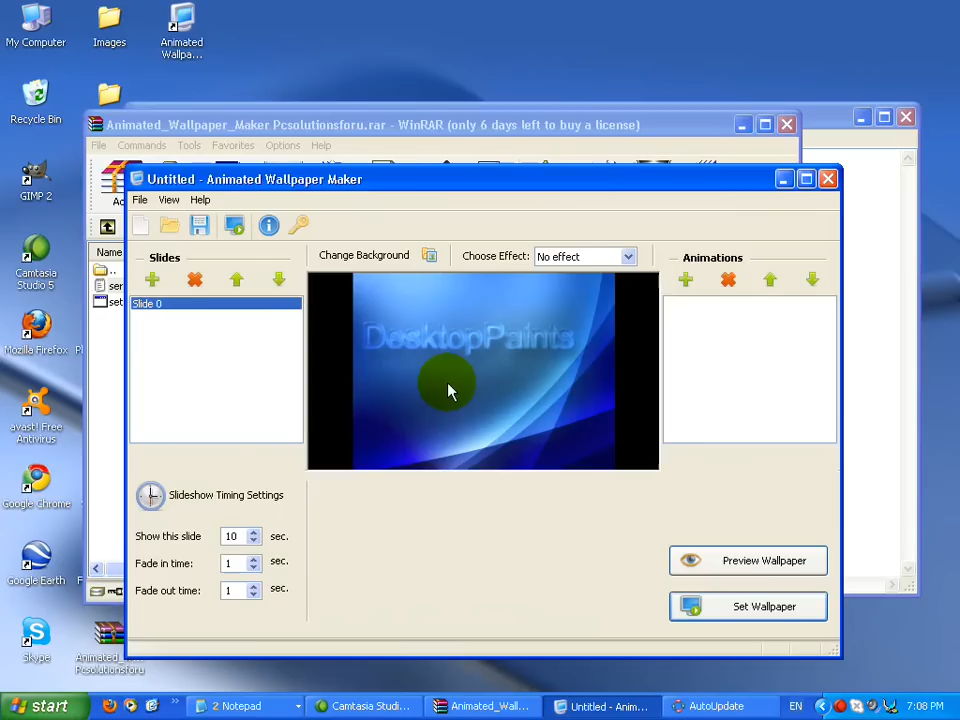 My Computer
Images
Animated
Wallpa...
Recycle Bin
Animated_Wallpaper_Maker Pcsolutionsforu.rar - WinRAR (only 6 days left to buy a license)
File Commands Tools Favorites Options Help
Untitled - Animated Wallpaper Maker
File View Help
GIMP 2
Name
..
ser
set
Slides
Change Background
Choose Effect: No effect
Animations
Slide 0
DesktopPaints
Camtasia
Studio 5
Mozilla Firefox
avast! Free
Antivirus
Google Chrome
Slideshow Timing Settings
Show this slide 10 sec.
Fade in time: 1 sec.
Fade out time: 1 sec.
Preview Wallpaper
Set Wallpaper
Google Earth
Skype
Pcsolutionsforu
start
2 Notepad
Camtasia Studi...
Animated_Wall...
Untitled - Anim...
AutoUpdate
EN
7:08 PM